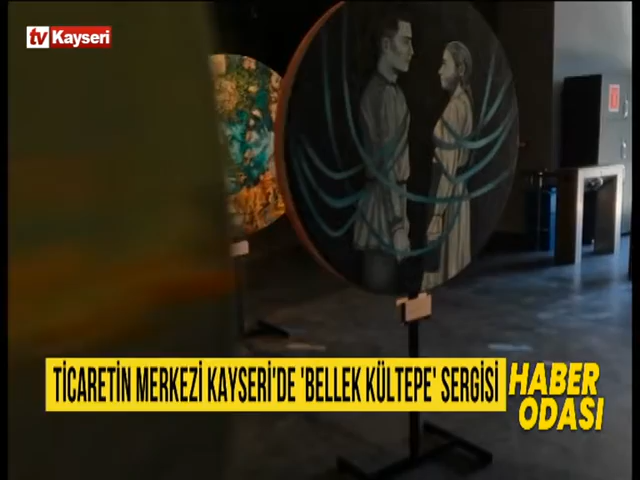 tv Kayseri
TİCARETİN MERKEZİ KAYSERİ'DE 'BELLEK KÜLTEPE' SERGİSİ
HABER
ODASI